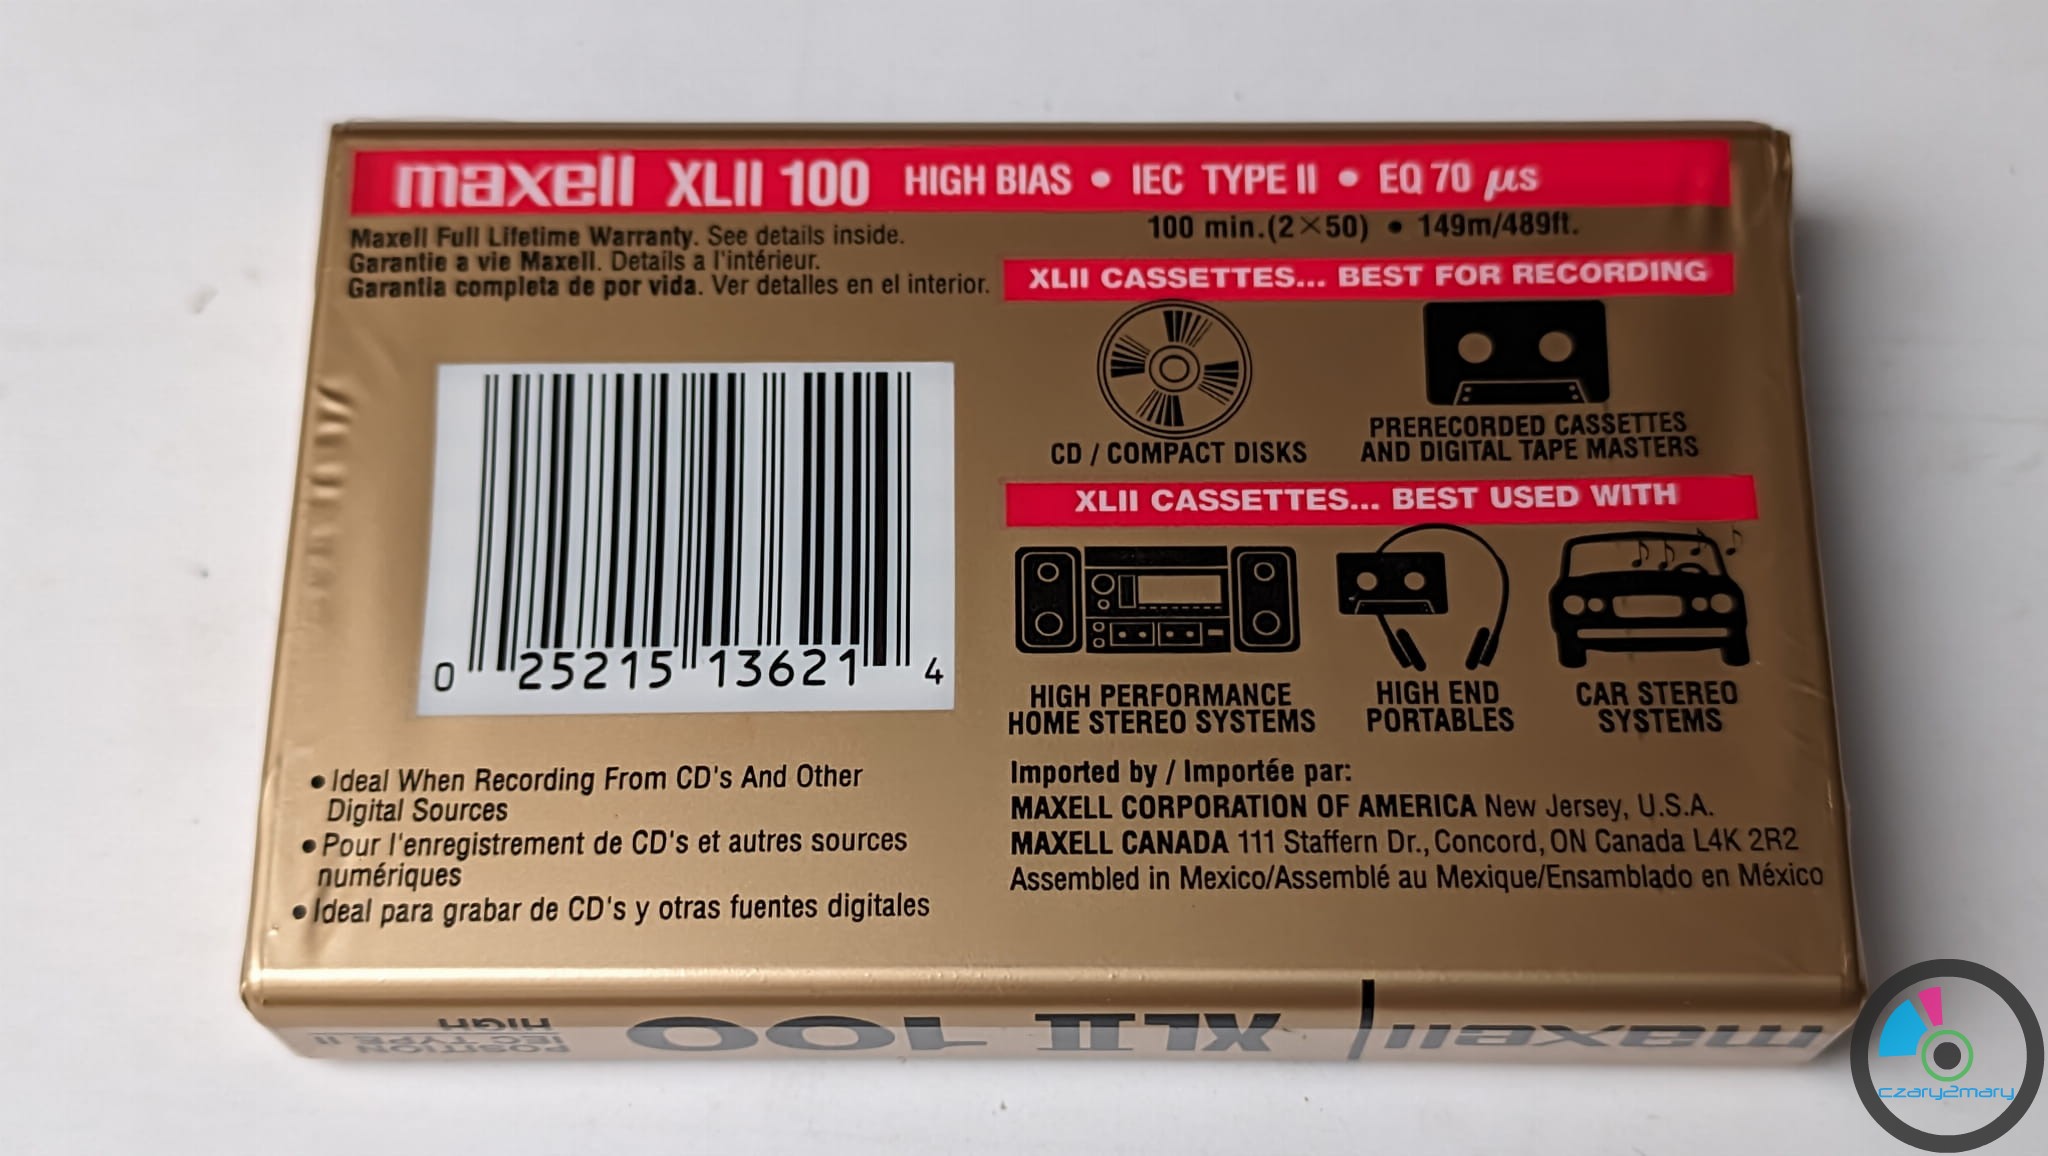 maxell XLII 100 HIGH BIAS • IEC TYPE II • EQ 70 µs
Maxell Full Lifetime Warranty. See details inside.
Garantie a vie Maxell. Details a l'intérieur.
Garantia completa de por vida. Ver detalles en el interior.
100 min.(2×50) • 149m/489ft.
XLII CASSETTES... BEST FOR RECORDING
CD / COMPACT DISKS
PRERECORDED CASSETTES
AND DIGITAL TAPE MASTERS
XLII CASSETTES... BEST USED WITH
HIGH PERFORMANCE
HOME STEREO SYSTEMS
HIGH END
PORTABLES
CAR STEREO
SYSTEMS
0 25215 13621 4
• Ideal When Recording From CD's And Other
Digital Sources
• Pour l'enregistrement de CD's et autres sources
numériques
• Ideal para grabar de CD's y otras fuentes digitales
Imported by / Importée par:
MAXELL CORPORATION OF AMERICA New Jersey, U.S.A.
MAXELL CANADA 111 Staffern Dr., Concord, ON Canada L4K 2R2
Assembled in Mexico/Assemblé au Mexique/Ensamblado en México
maxell XLII 100
POSITION
IEC TYPE II
HIGH
czary2mary